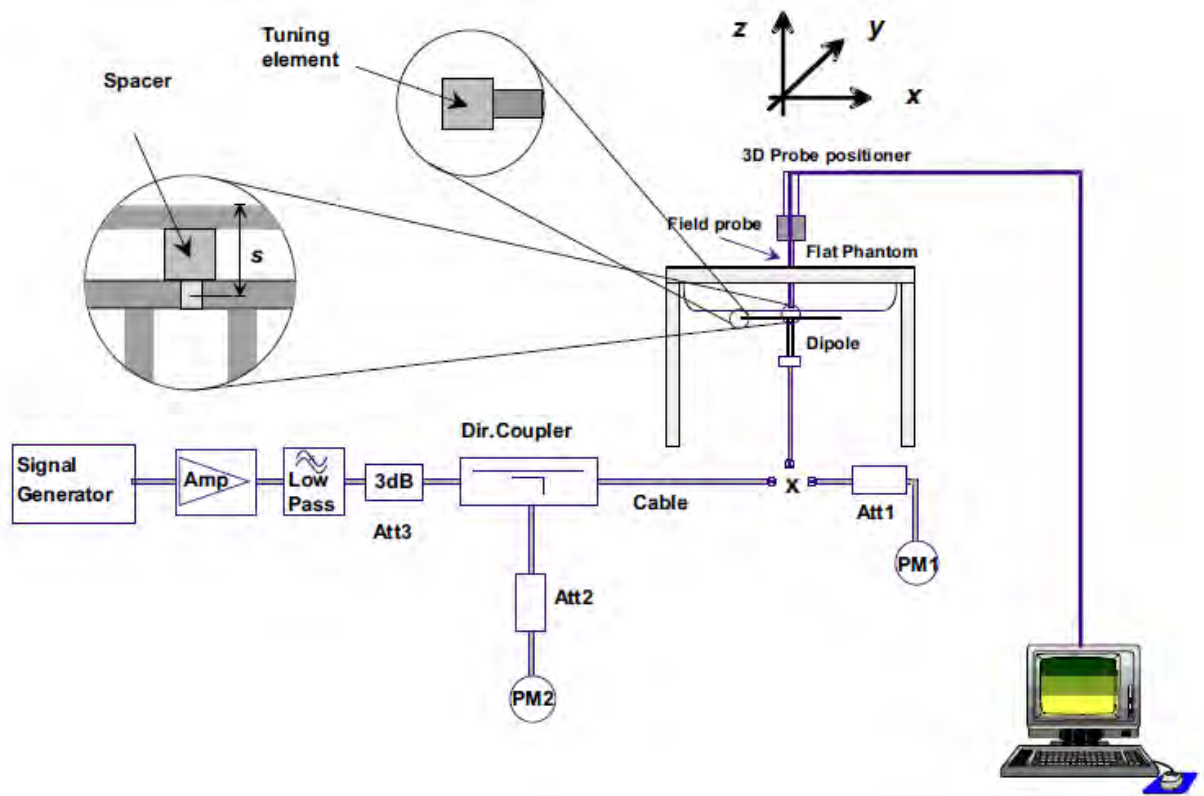 Tuning
element
Spacer
s
z
y
x
3D Probe positioner
Field probe
Flat Phantom
Dipole
Dir.Coupler
Signal
Generator
Amp
Low
Pass
3dB
Att3
Cable
x
Att1
PM1
Att2
PM2